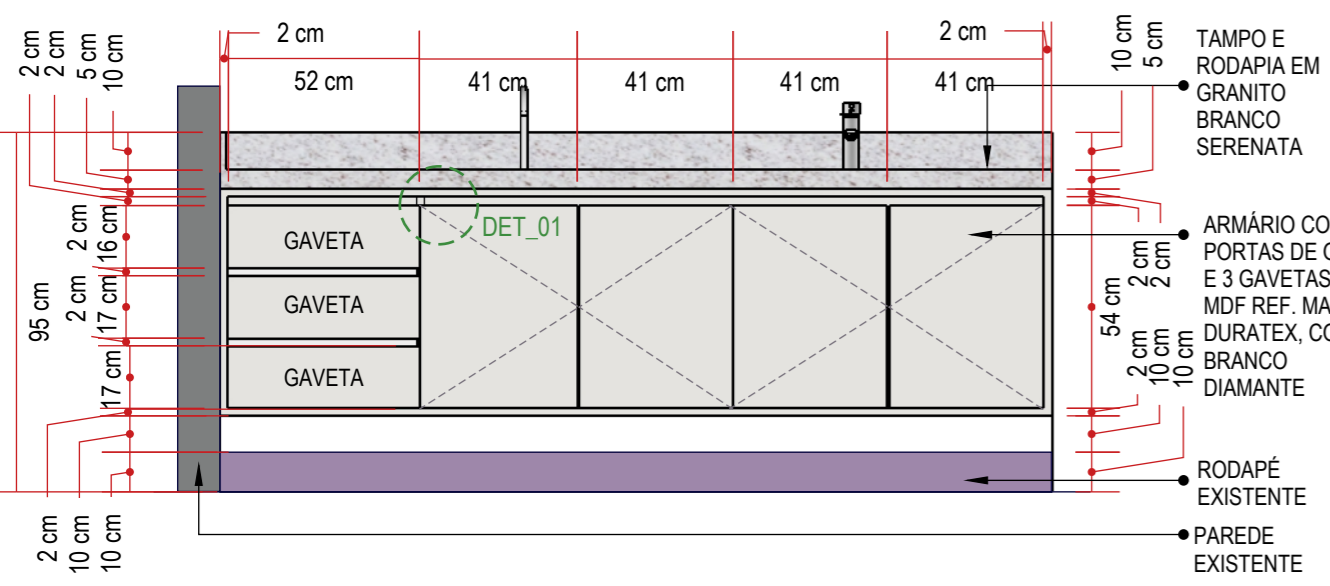 2 cm
2 cm
5 cm
10 cm
2 cm
2 cm
52 cm
41 cm
41 cm
41 cm
41 cm
10 cm
5 cm
TAMPO E
RODAPIA EM
GRANITO
BRANCO
SERENATA
DET_01
GAVETA
GAVETA
GAVETA
2 cm
16 cm
2 cm
17 cm
17 cm
95 cm
2 cm
10 cm
10 cm
2 cm
2 cm
54 cm
2 cm
10 cm
10 cm
ARMÁRIO CO
PORTAS DE
E 3 GAVETAS
MDF REF. MA
DURATEX, CO
BRANCO
DIAMANTE
RODAPÉ
EXISTENTE
PAREDE
EXISTENTE